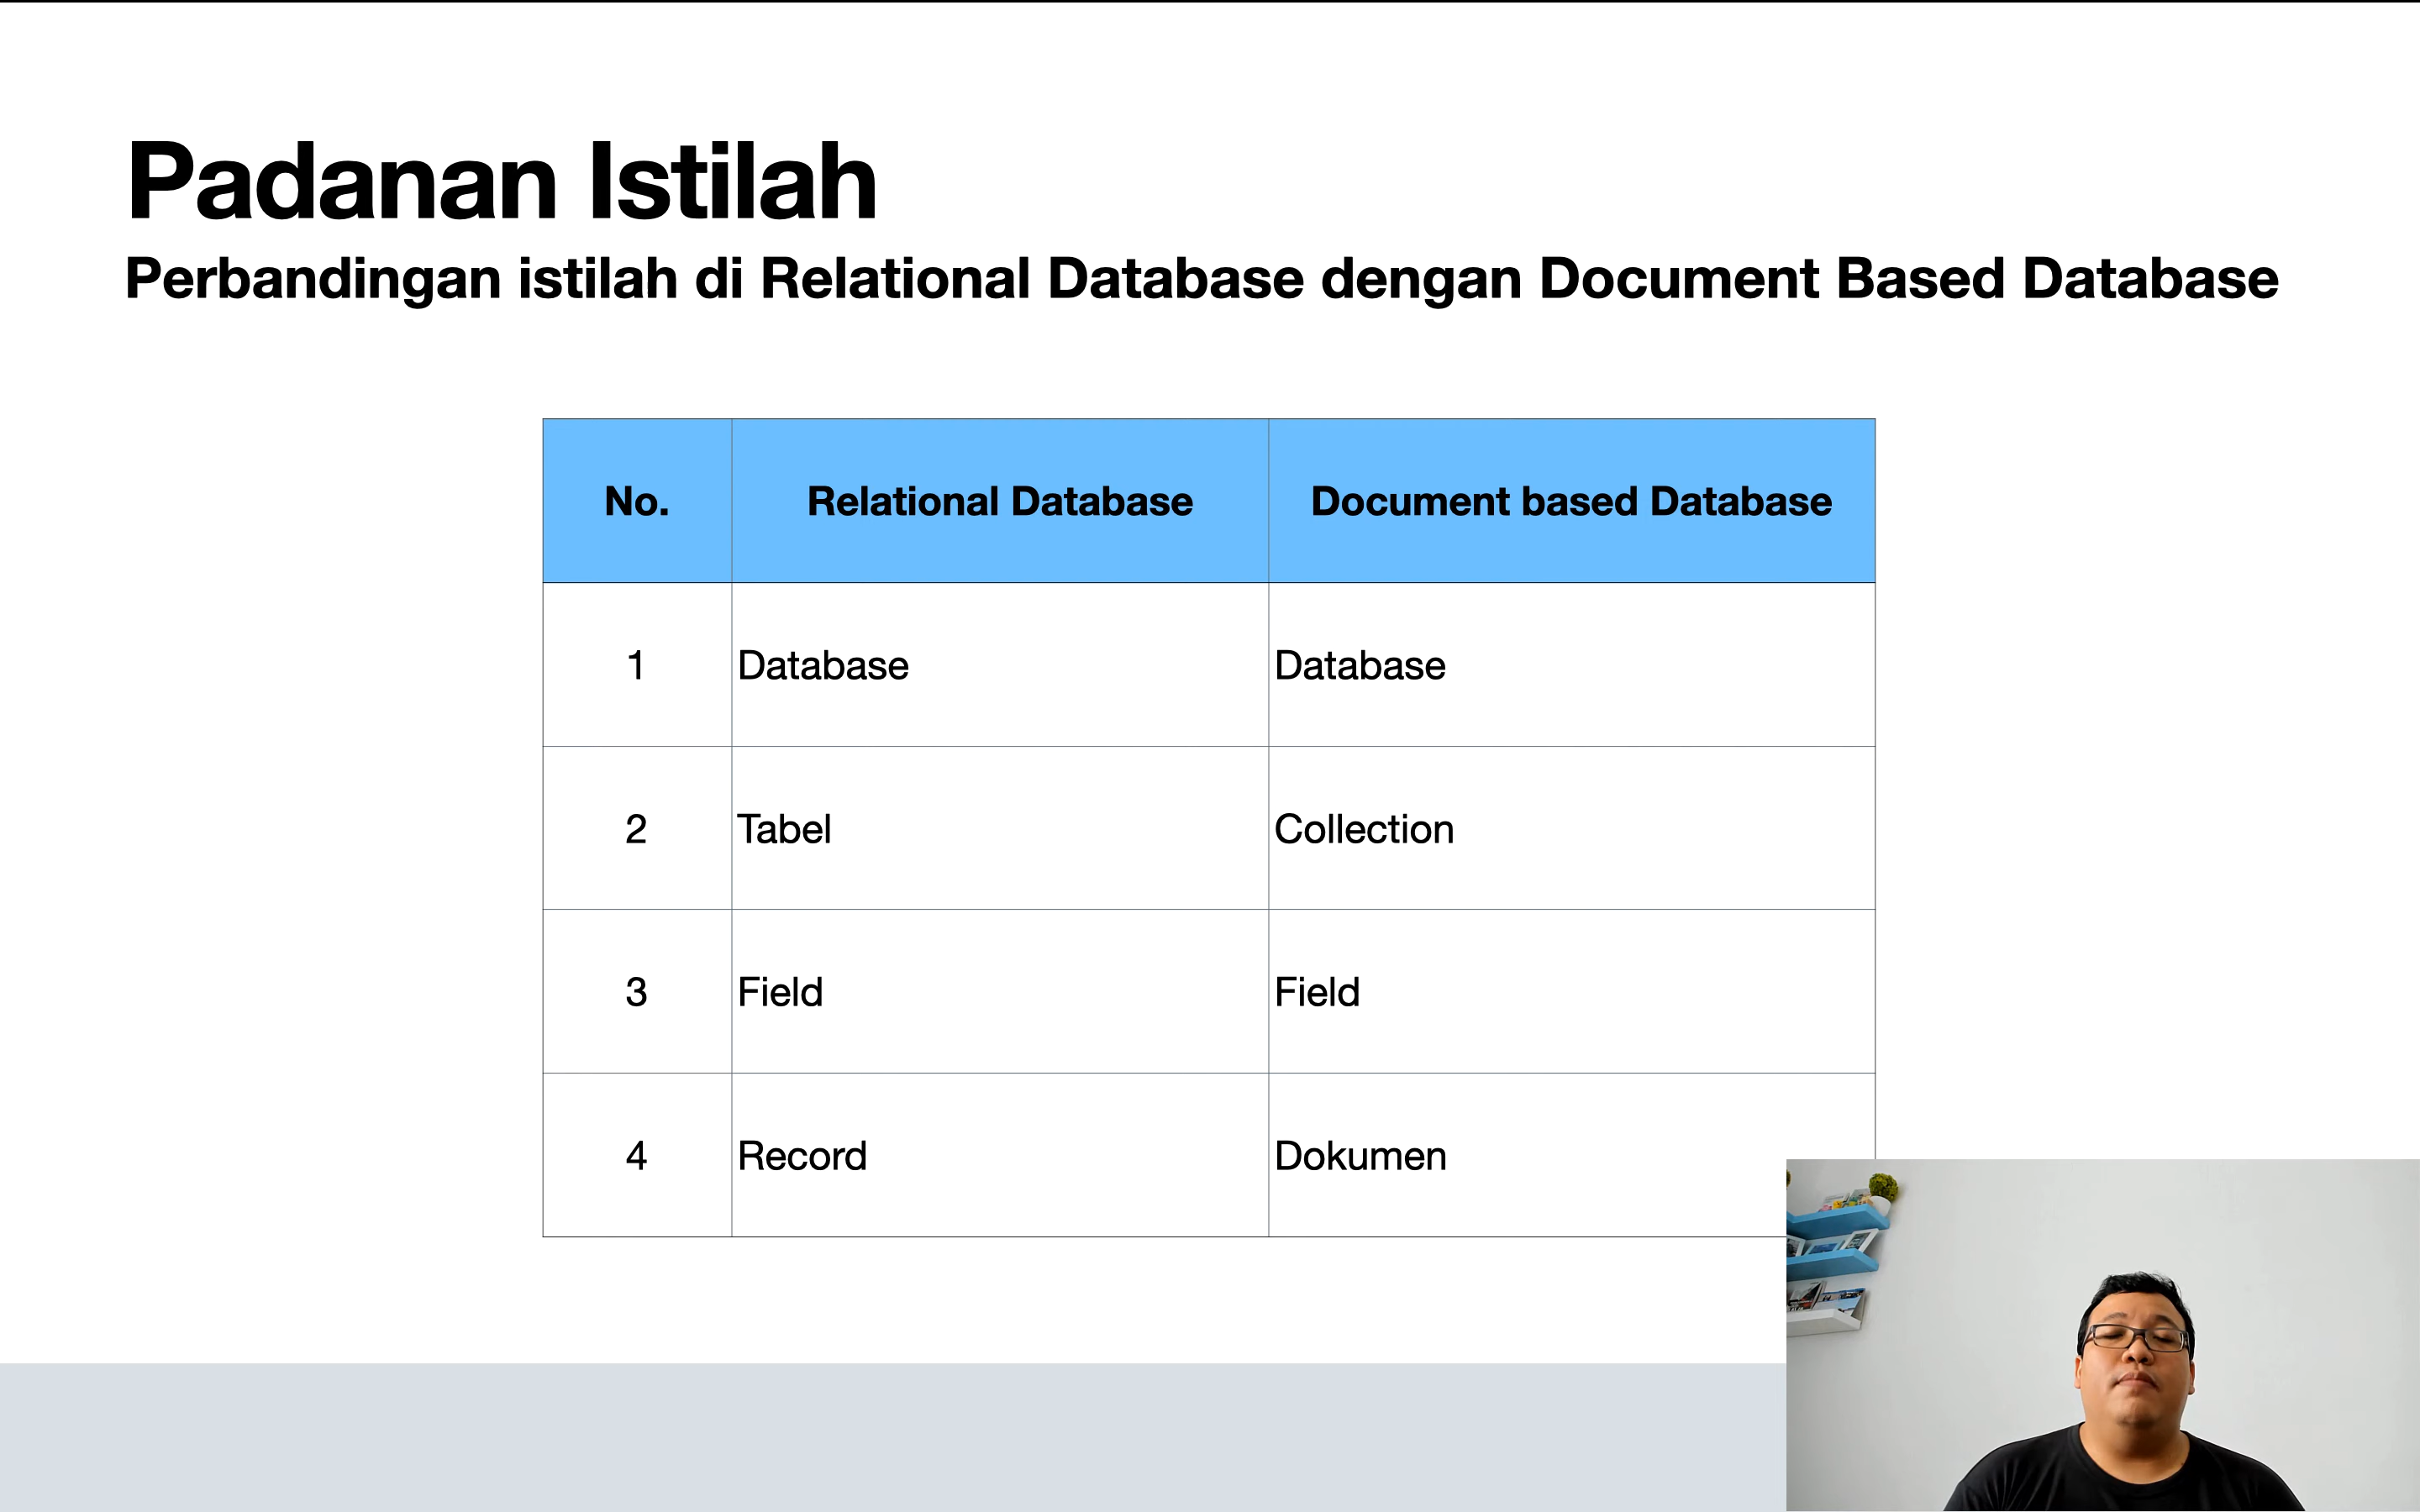 Padanan Istilah
Perbandingan istilah di Relational Database dengan Document Based Database
No. Relational Database Document based Database
1 Database Database
2 Tabel Collection
3 Field Field
4 Record Dokumen